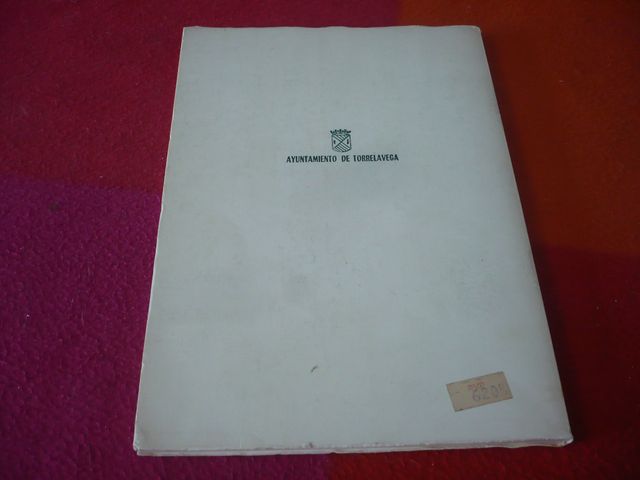 AYUNTAMIENTO DE TORRELAVEGA